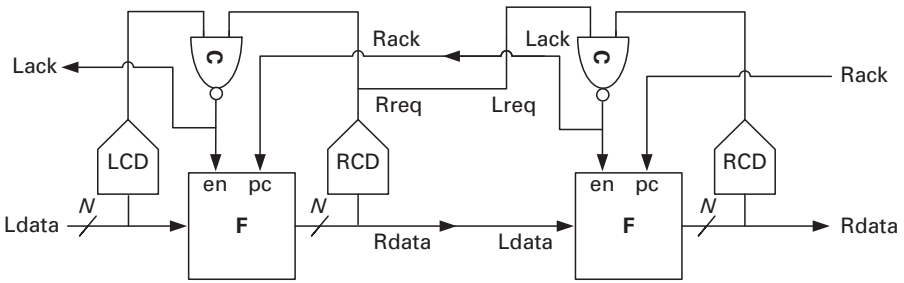 C
C
Rack
Lack
Lack
Rack
Rreq
Lreq
LCD
RCD
RCD
en pc
en pc
N
N
N
Ldata
F
F
Rdata
Rdata
Ldata